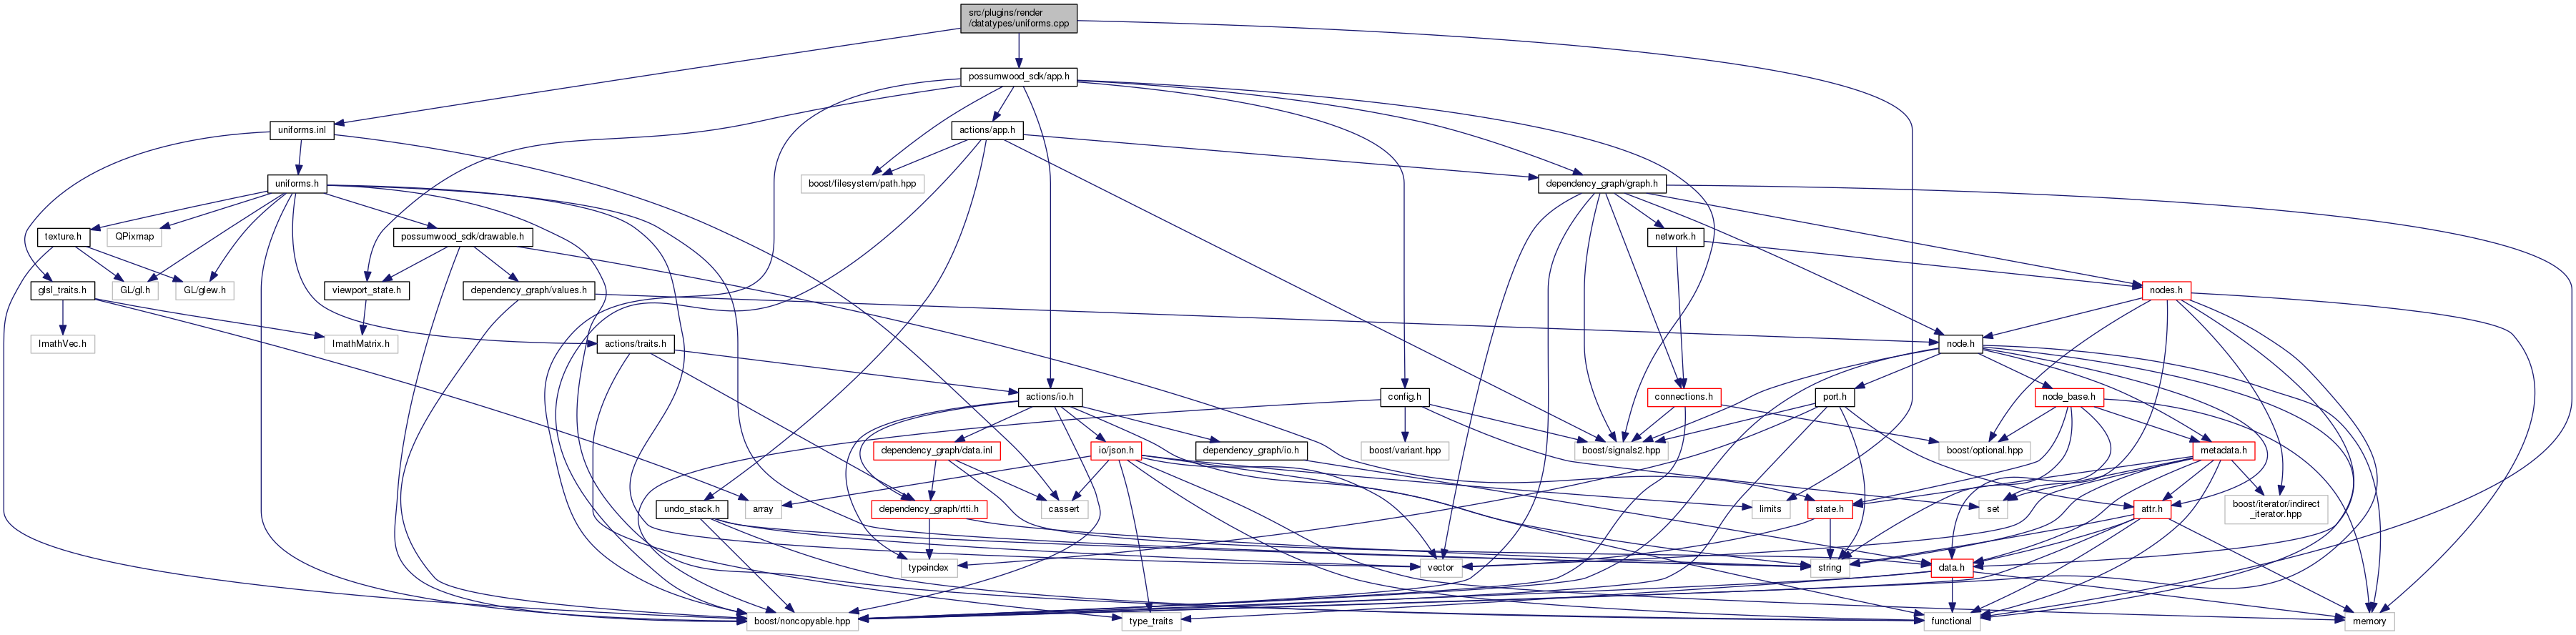 src/plugins/render
/datatypes/uniforms.cpp
possumwood_sdk/app.h
uniforms.inl
actions/app.h
boost/filesystem/path.hpp
uniforms.h
dependency_graph/graph.h
texture.h
QPixmap
possumwood_sdk/drawable.h
network.h
glsl_traits.h
GL/gl.h
GL/glew.h
viewport_state.h
dependency_graph/values.h
nodes.h
ImathVec.h
ImathMatrix.h
actions/traits.h
node.h
actions/io.h
config.h
connections.h
port.h
node_base.h
dependency_graph/data.inl
io/json.h
dependency_graph/io.h
boost/variant.hpp
boost/signals2.hpp
boost/optional.hpp
metadata.h
undo_stack.h
array
dependency_graph/rtti.h
cassert
limits
state.h
set
boost/iterator/indirect
_iterator.hpp
attr.h
typeindex
vector
string
data.h
boost/noncopyable.hpp
type_traits
functional
memory